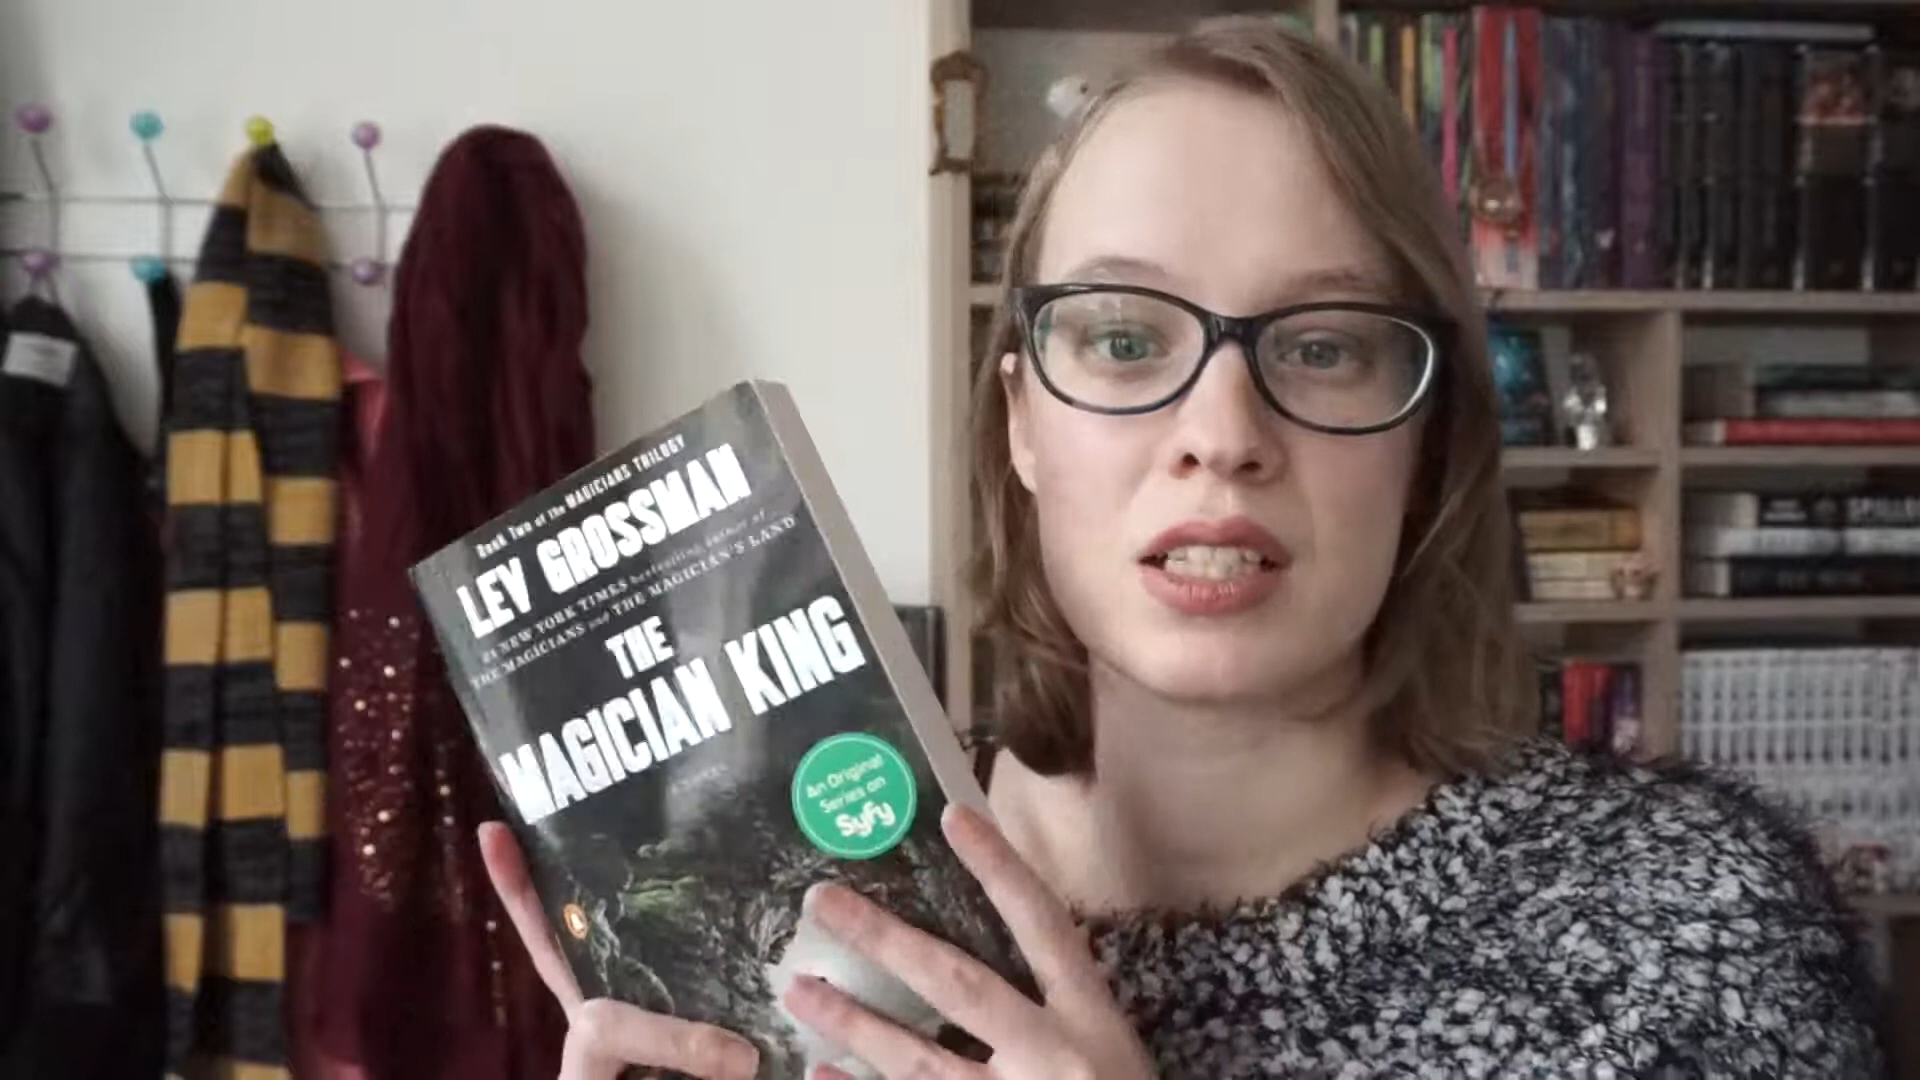 Book Two of the MAGICIANS TRILOGY
LEV GROSSMAN
#1 NEW YORK TIMES bestselling author of
THE MAGICIANS and THE MAGICIAN'S LAND
THE
MAGICIAN KING
An Original
Series on
Syfy